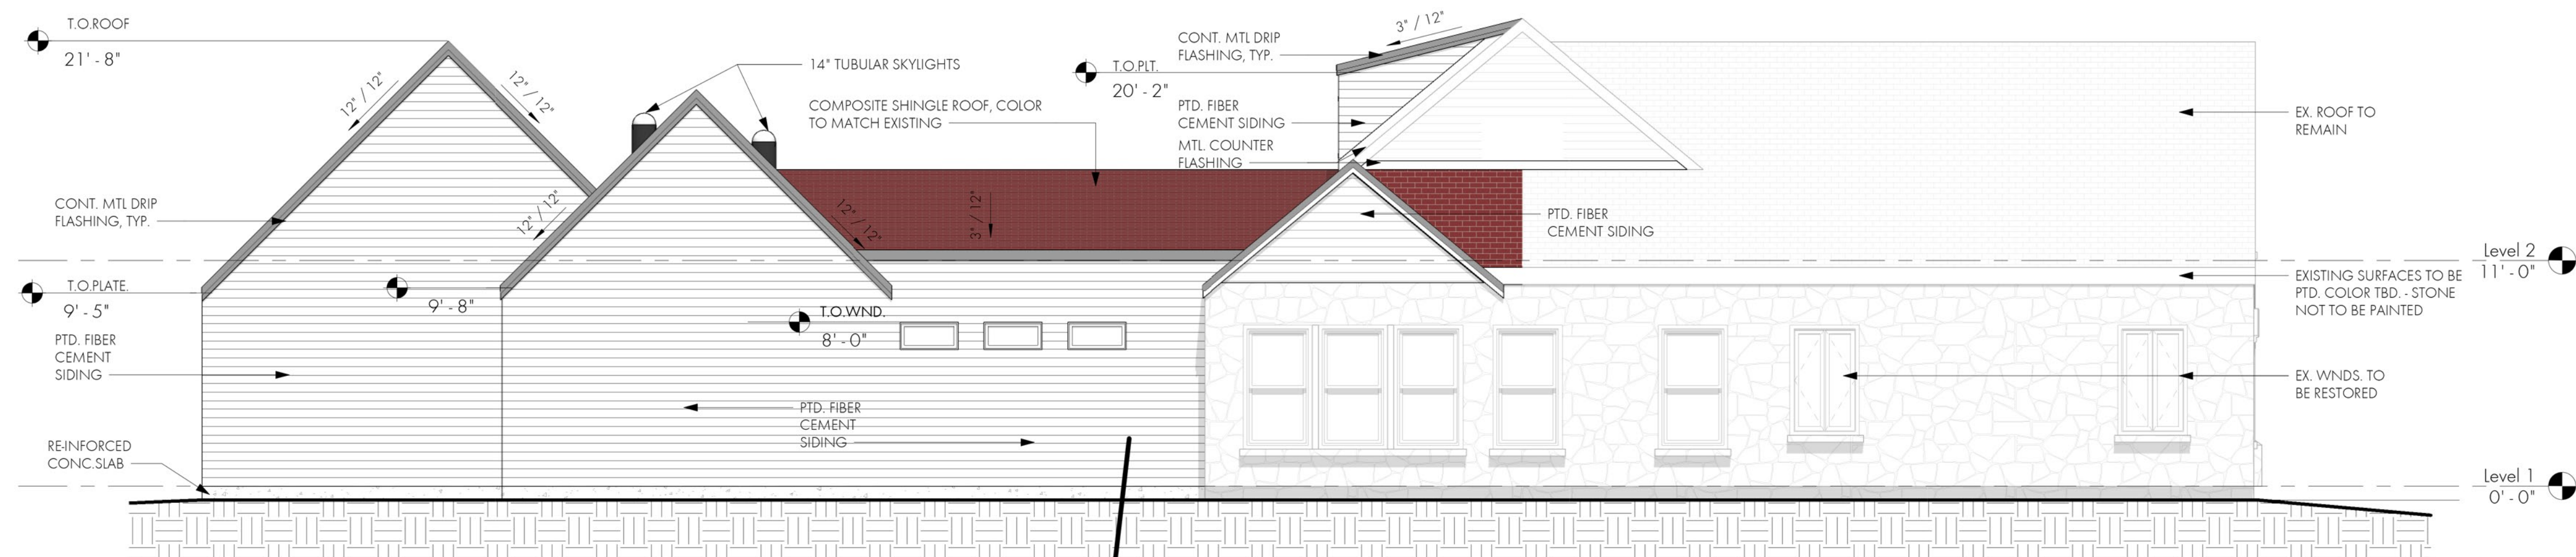 T.O.ROOF
21' - 8"
12" / 12"
12" / 12"
14" TUBULAR SKYLIGHTS
COMPOSITE SHINGLE ROOF, COLOR
TO MATCH EXISTING
CONT. MTL DRIP
FLASHING, TYP.
3" / 12"
T.O.PLT.
20' - 2"
PTD. FIBER
CEMENT SIDING
MTL. COUNTER
FLASHING
EX. ROOF TO
REMAIN
CONT. MTL DRIP
FLASHING, TYP.
12" / 12"
12" / 12"
3" / 12"
PTD. FIBER
CEMENT SIDING
Level 2
11' - 0"
T.O.PLATE.
9' - 5"
9' - 8"
T.O.WND.
8' - 0"
EXISTING SURFACES TO BE
PTD. COLOR TBD. - STONE
NOT TO BE PAINTED
PTD. FIBER
CEMENT
SIDING
EX. WNDS. TO
BE RESTORED
PTD. FIBER
CEMENT
SIDING
RE-INFORCED
CONC.SLAB
Level 1
0' - 0"